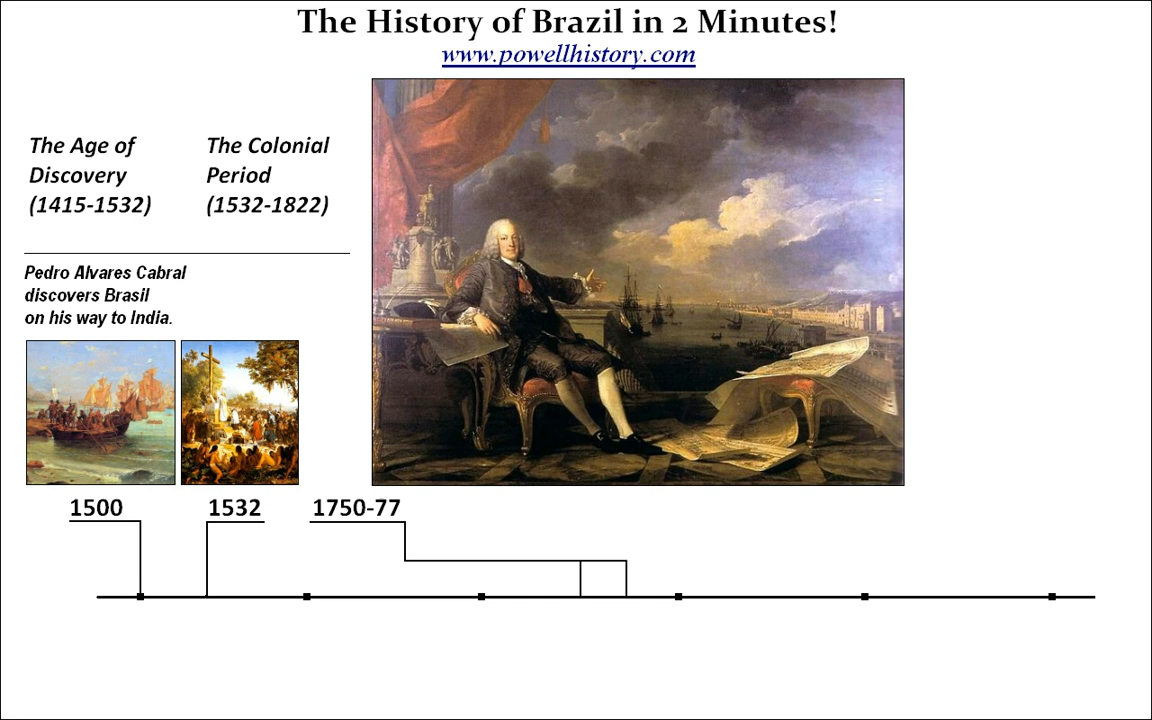 The History of Brazil in 2 Minutes!
www.powellhistory.com
The Age of
Discovery
(1415-1532)
The Colonial
Period
(1532-1822)
Pedro Alvares Cabral
discovers Brasil
on his way to India.
1500
1532
1750-77